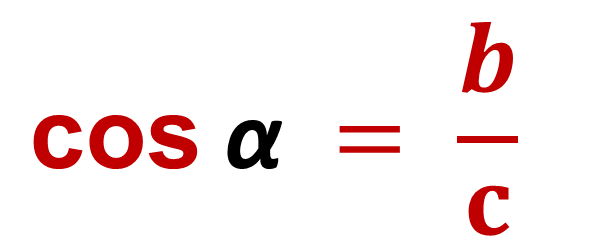 cos α = b/c